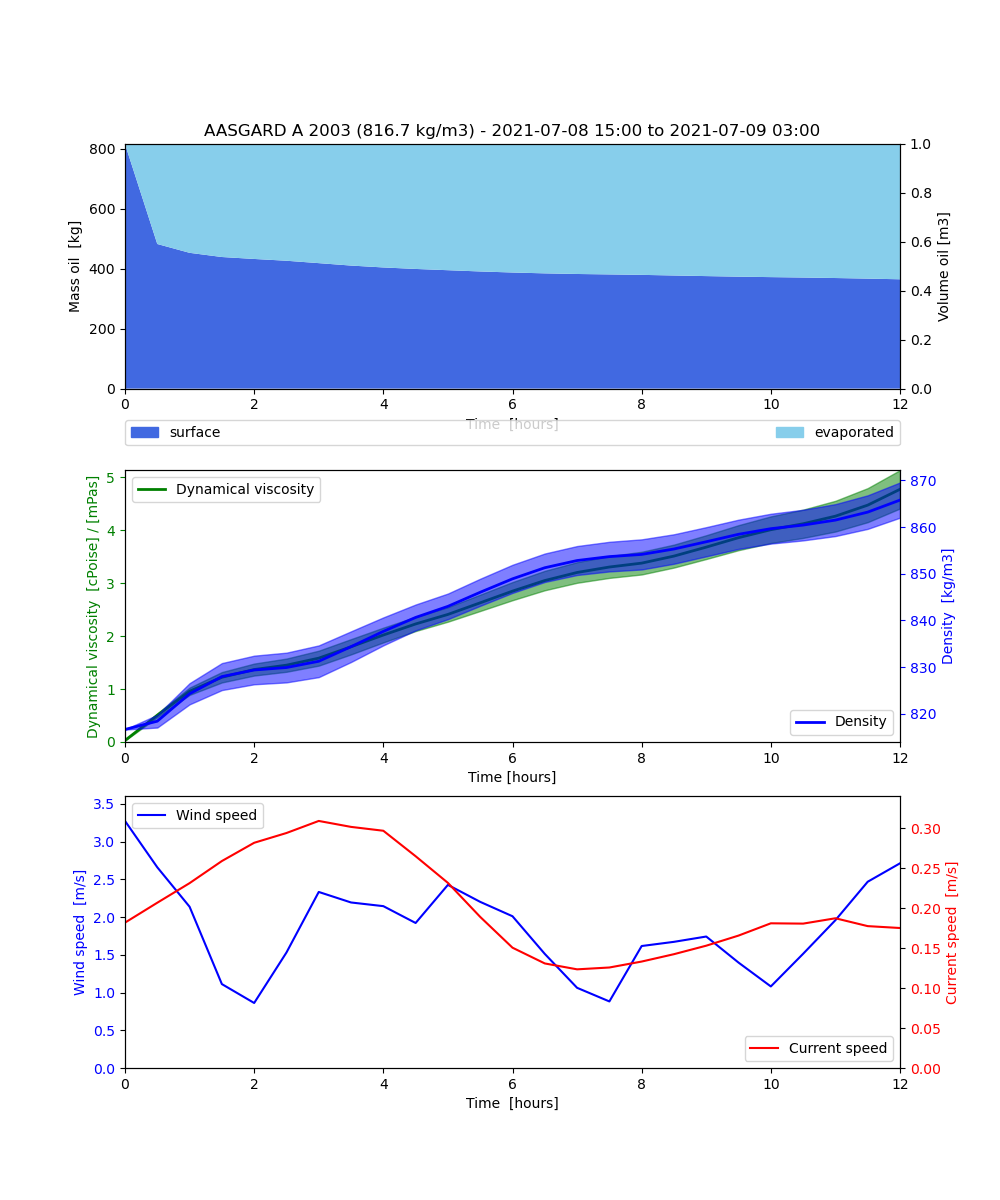 AASGARD A 2003 (816.7 kg/m3) - 2021-07-08 15:00 to 2021-07-09 03:00
Mass oil [kg]
800
600
400
200
0
1.0
0.8
0.6
0.4
0.2
0.0
Volume oil [m3]
0 2 4 6 8 10 12
Time [hours]
surface evaporated
Dynamical viscosity [cPoise] / [mPas]
5
4
3
2
1
0
Dynamical viscosity
870
860
850
840
830
820
Density [kg/m3]
Density
0 2 4 6 8 10 12
Time [hours]
Wind speed [m/s]
3.5
3.0
2.5
2.0
1.5
1.0
0.5
0.0
Wind speed
0.30
0.25
0.20
0.15
0.10
0.05
0.00
Current speed [m/s]
Current speed
0 2 4 6 8 10 12
Time [hours]